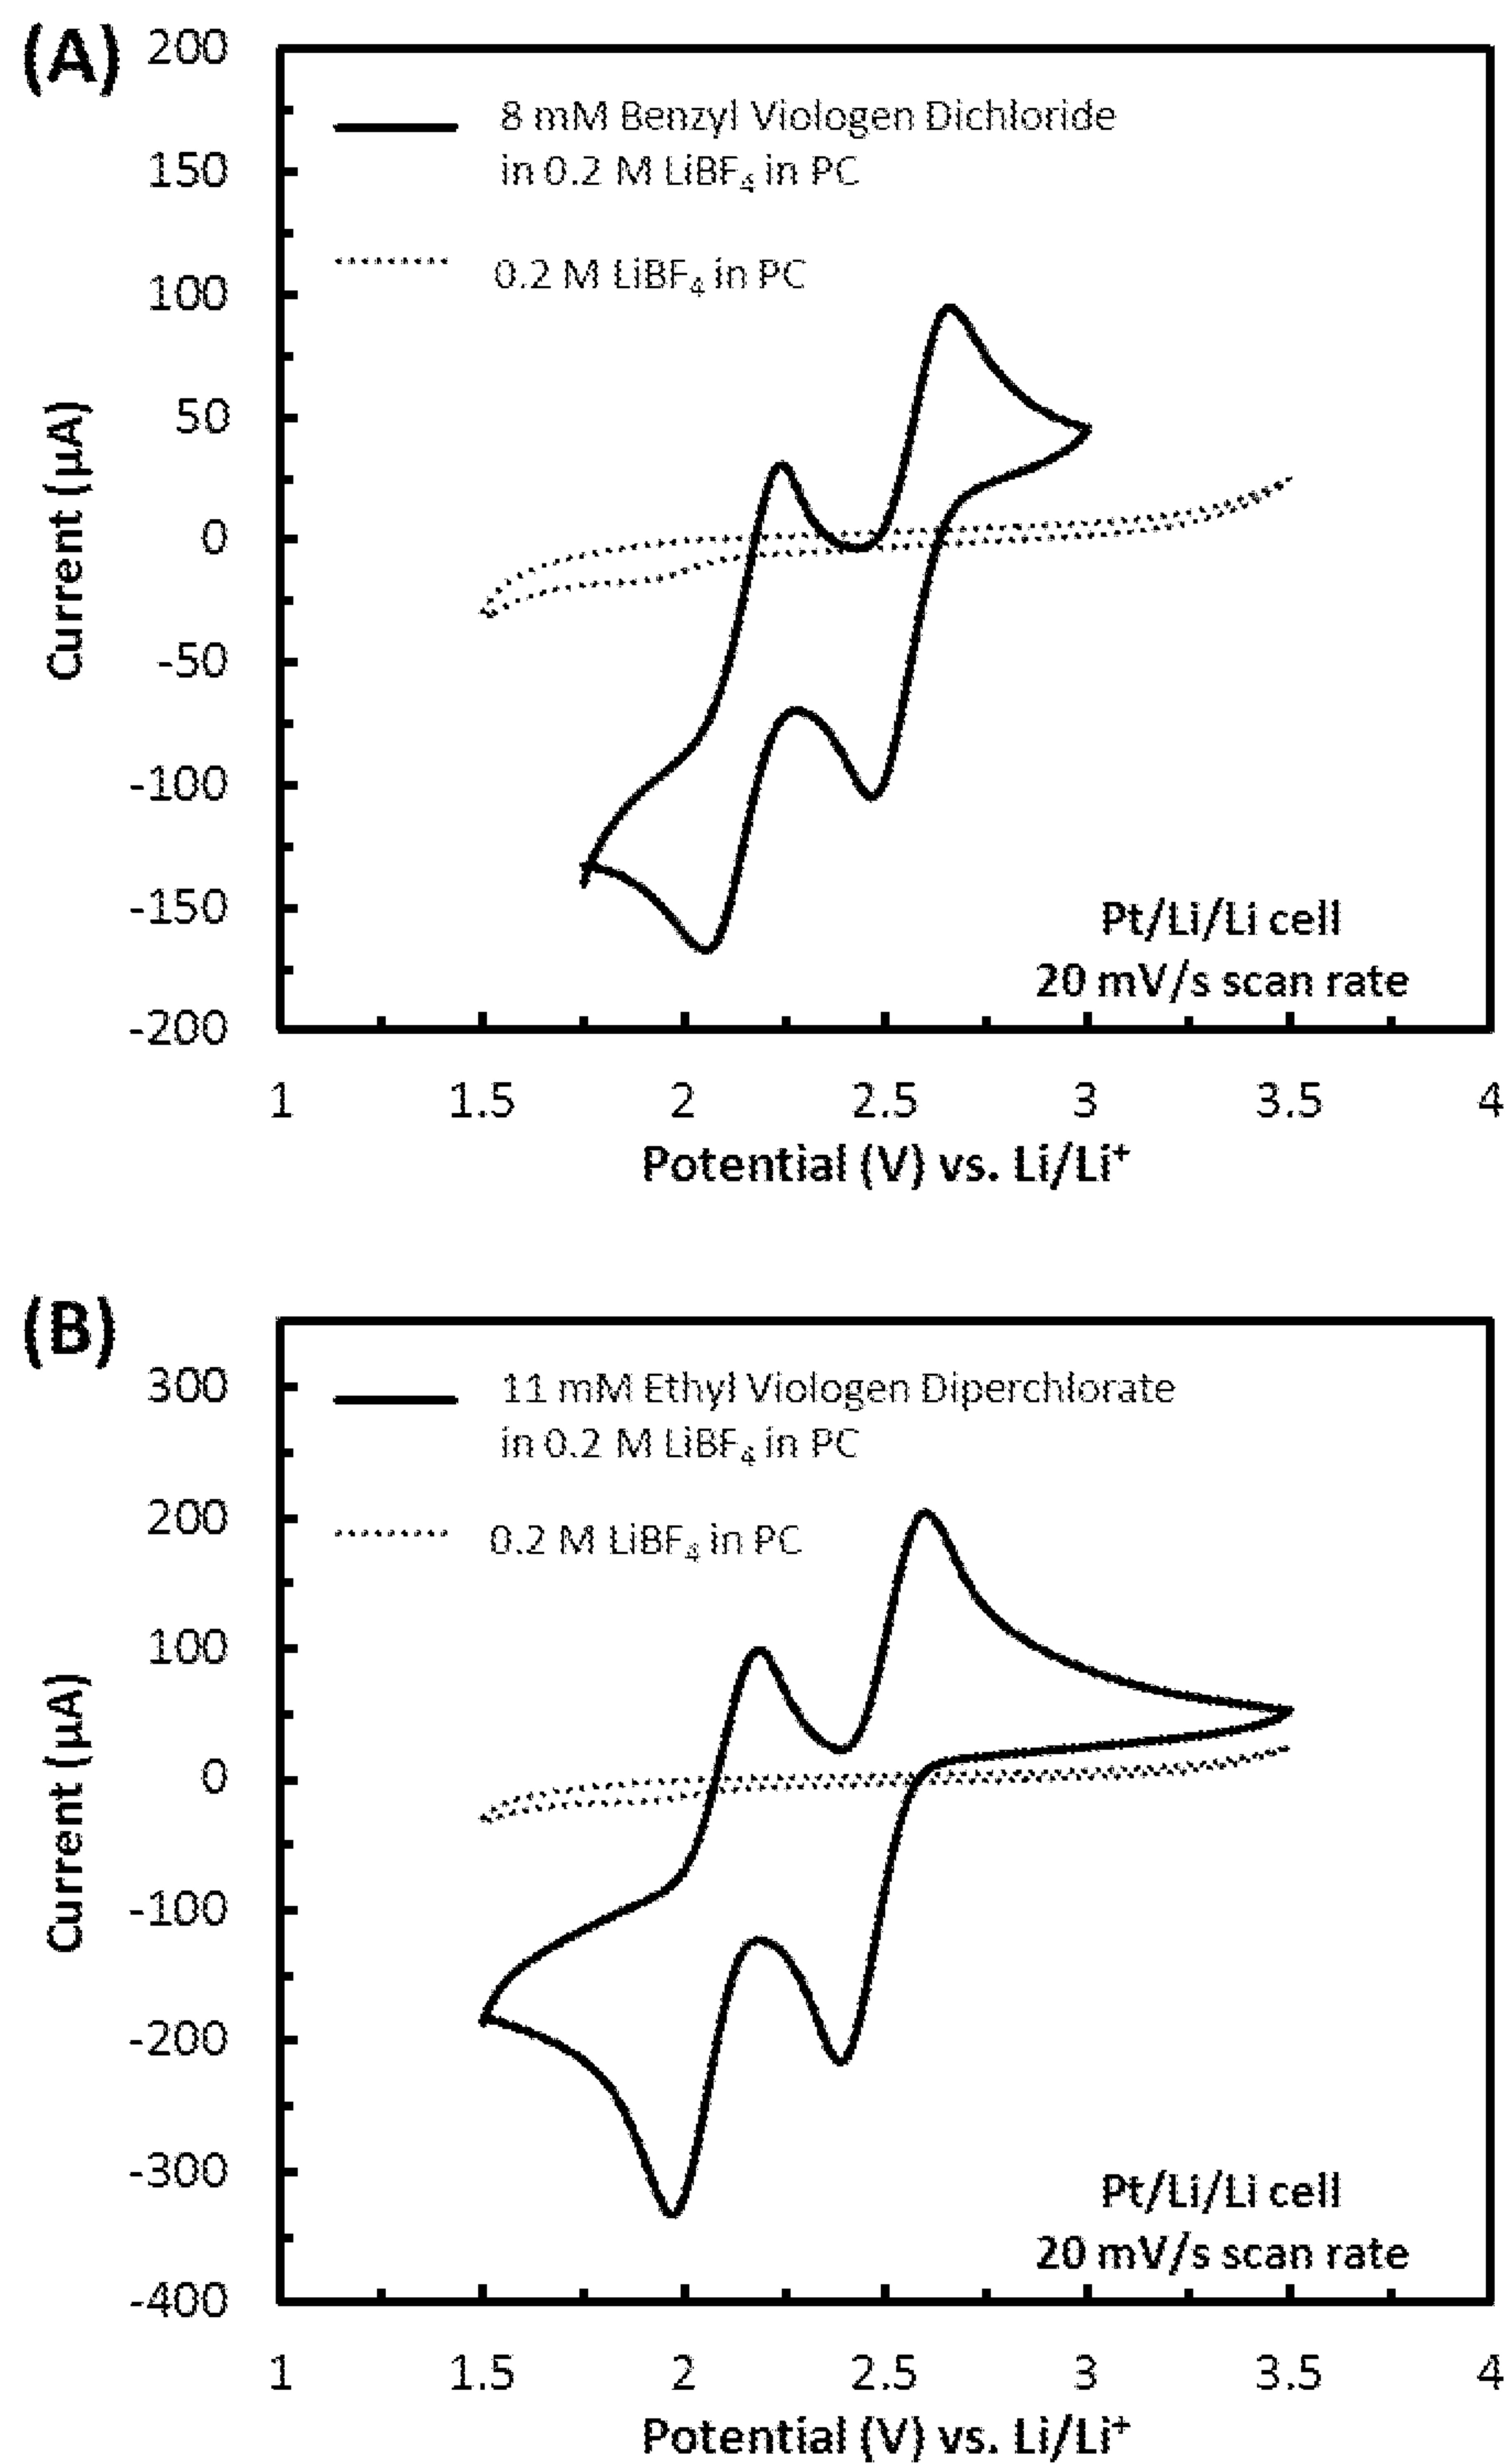 (A)
200
150
100
50
0
-50
-100
-150
-200
Current (µA)
8 mM Benzyl Viologen Dichloride
in 0.2 M LiBF₄ in PC
0.2 M LiBF₄ in PC
Pt/Li/Li cell
20 mV/s scan rate
1 1.5 2 2.5 3 3.5 4
Potential (V) vs. Li/Li⁺
(B)
300
200
100
0
-100
-200
-300
-400
Current (µA)
11 mM Ethyl Viologen Diperchlorate
in 0.2 M LiBF₄ in PC
0.2 M LiBF₄ in PC
Pt/Li/Li cell
20 mV/s scan rate
1 1.5 2 2.5 3 3.5 4
Potential (V) vs. Li/Li⁺